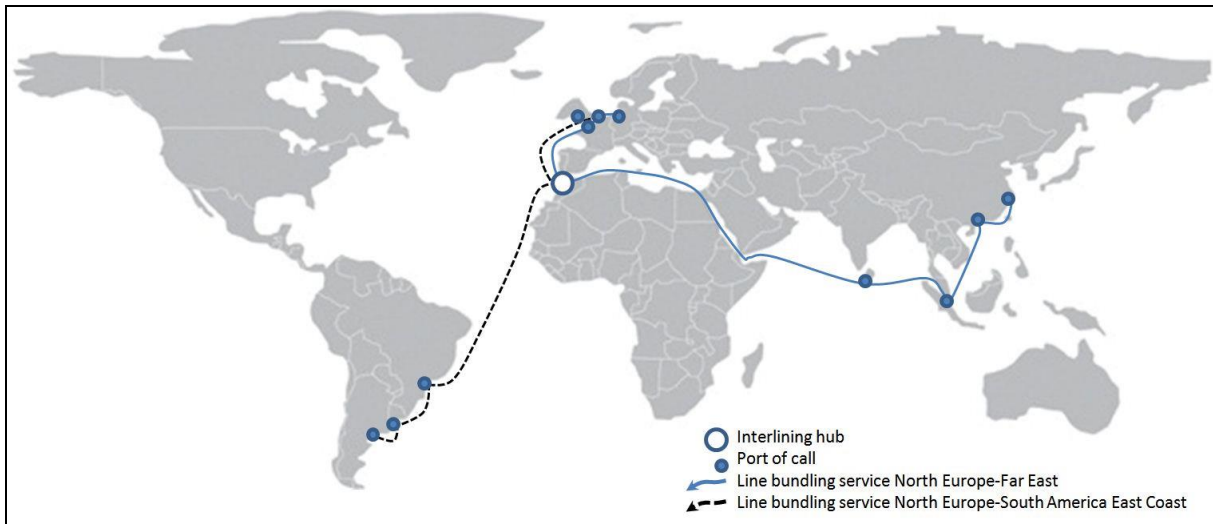 Interlining hub
Port of call
Line bundling service North Europe-Far East
Line bundling service North Europe-South America East Coast